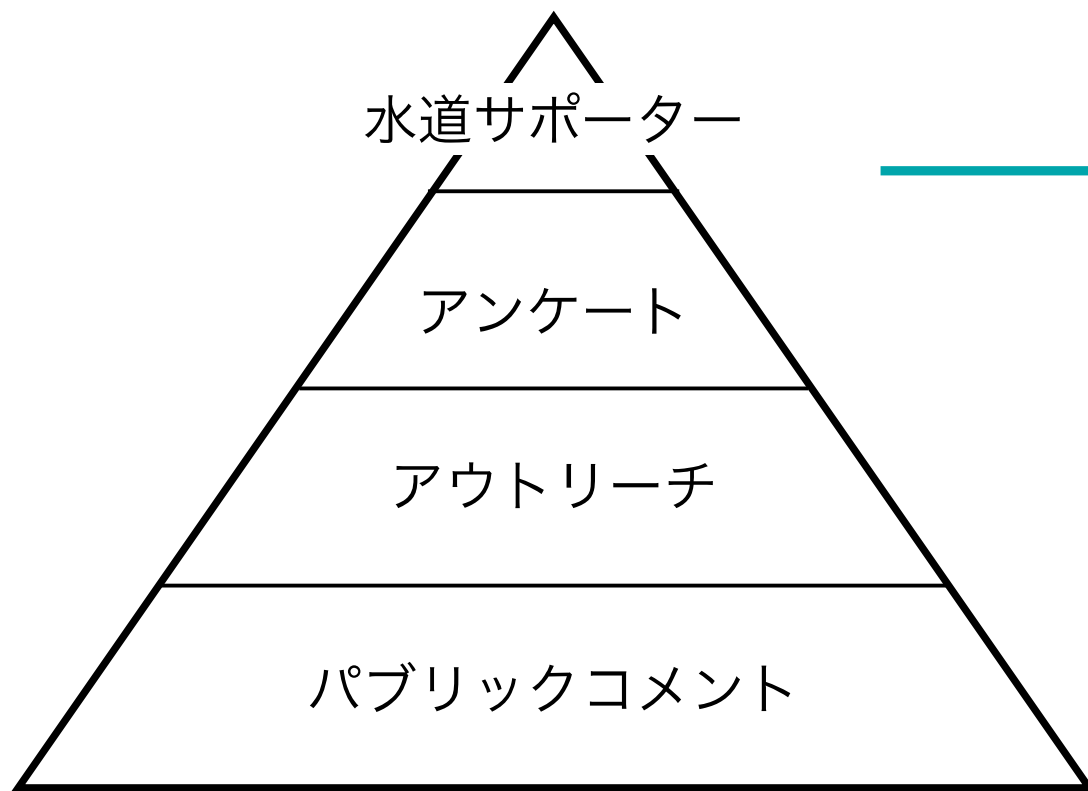 水道サポーター
アンケート
アウトリーチ
パブリックコメント